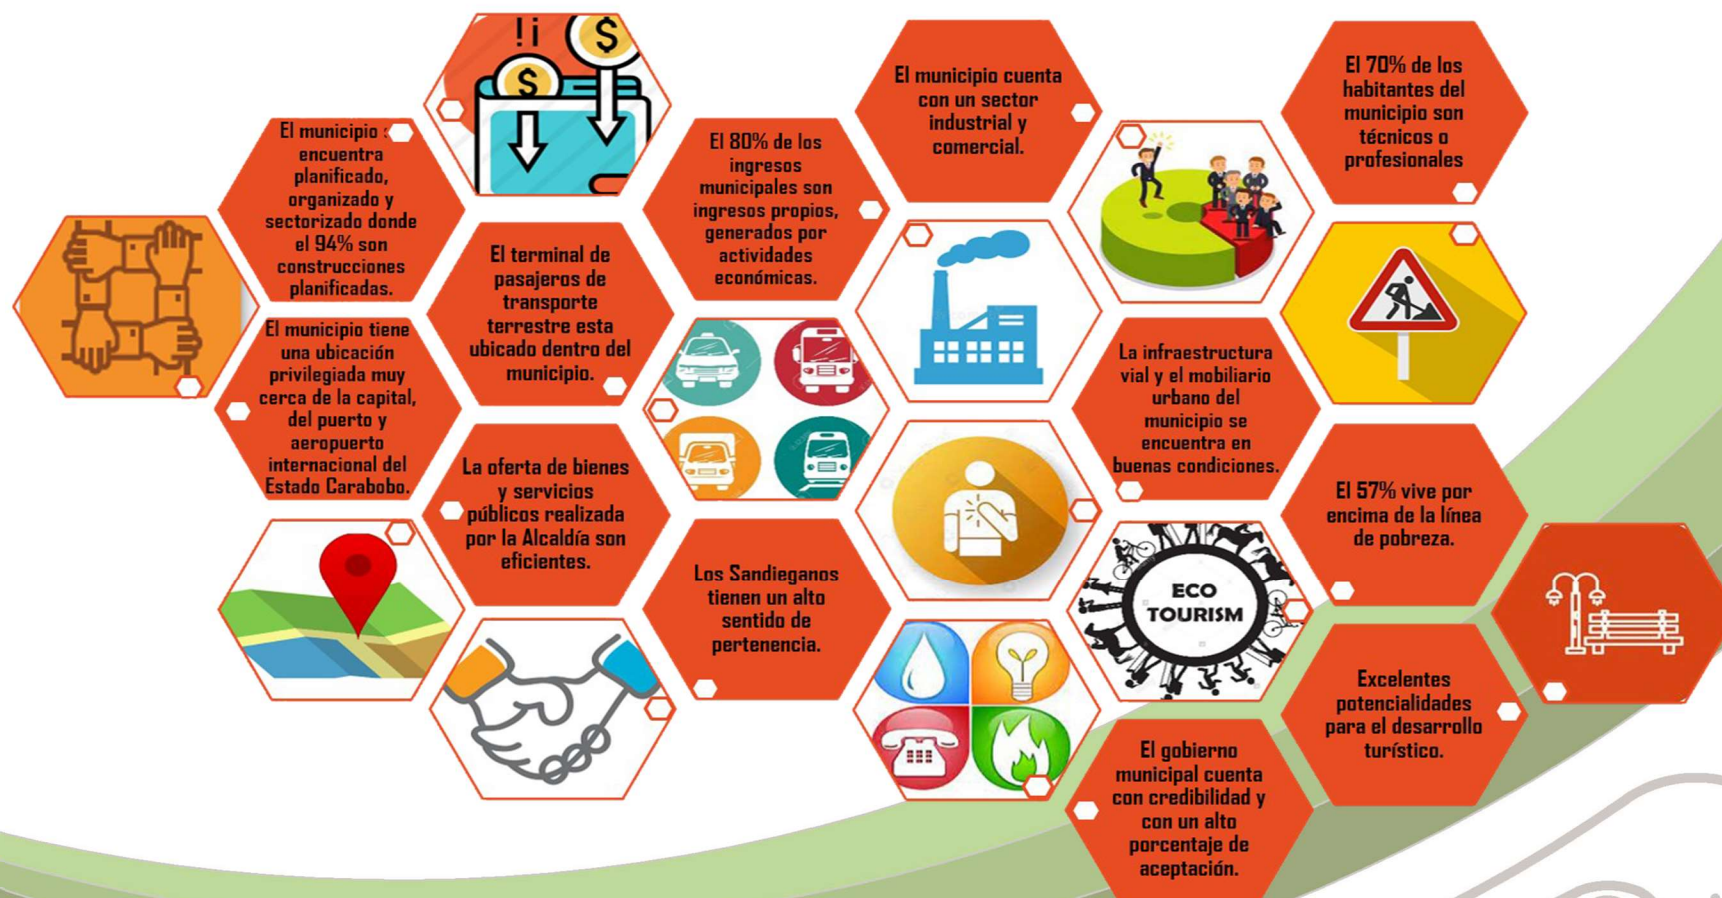 !¡
$
$
El municipio
encuentra
planificado,
organizado y
sectorizado donde
el 94% son
construcciones
planificadas.
El municipio tiene
una ubicación
privilegiada muy
cerca de la capital,
del puerto y
aeropuerto
internacional del
Estado Carabobo.
El terminal de
pasajeros de
transporte
terrestre esta
ubicado dentro del
municipio.
La oferta de bienes
y servicios
públicos realizada
por la Alcaldía son
eficientes.
El 80% de los
ingresos
municipales son
ingresos propios,
generados por
actividades
económicas.
Los Sandieganos
tienen un alto
sentido de
pertenencia.
El municipio cuenta
con un sector
industrial y
comercial.
La infraestructura
vial y el mobiliario
urbano del
municipio se
encuentra en
buenas condiciones.
ECO
TOURISM
El gobierno
municipal cuenta
con credibilidad y
con un alto
porcentaje de
aceptación.
El 70% de los
habitantes del
municipio son
técnicos o
profesionales
El 57% vive por
encima de la línea
de pobreza.
Excelentes
potencialidades
para el desarrollo
turístico.